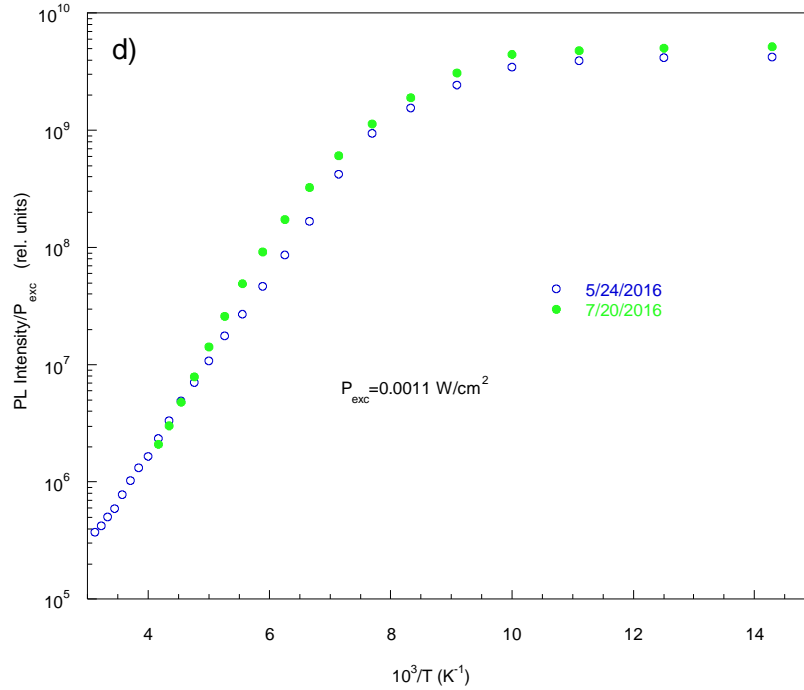 d)
10^10
10^9
10^8
10^7
10^6
10^5
PL Intensity/P_exc (rel. units)
5/24/2016
7/20/2016
P_exc=0.0011 W/cm^2
4 6 8 10 12 14
10^3/T (K^-1)